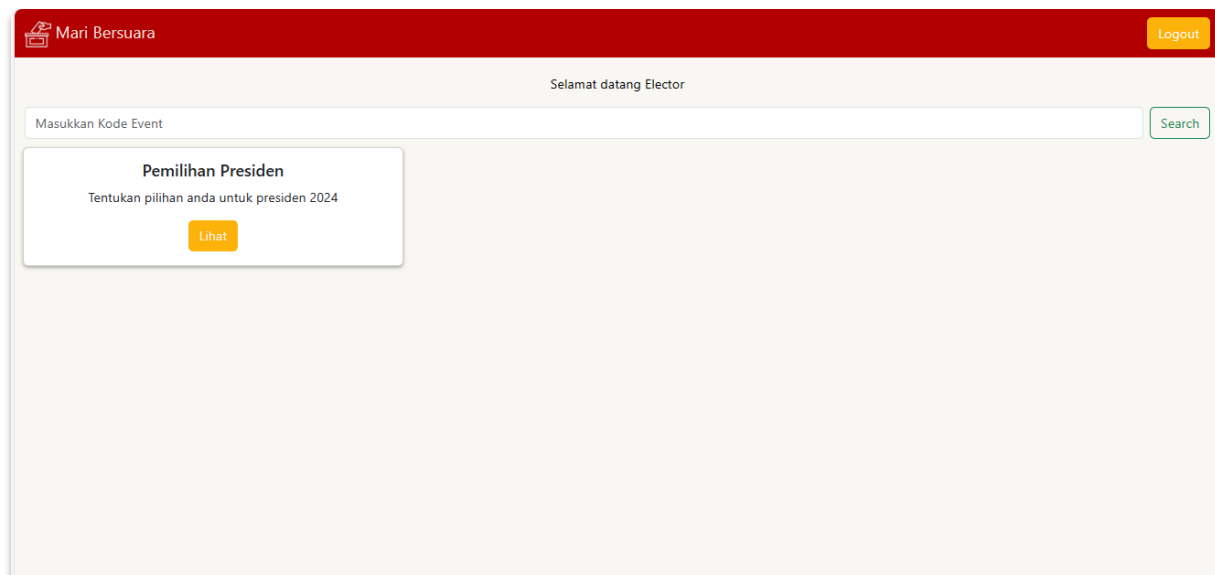 Mari Bersuara
Logout
Selamat datang Elector
Masukkan Kode Event
Search
Pemilihan Presiden
Tentukan pilihan anda untuk presiden 2024
Lihat